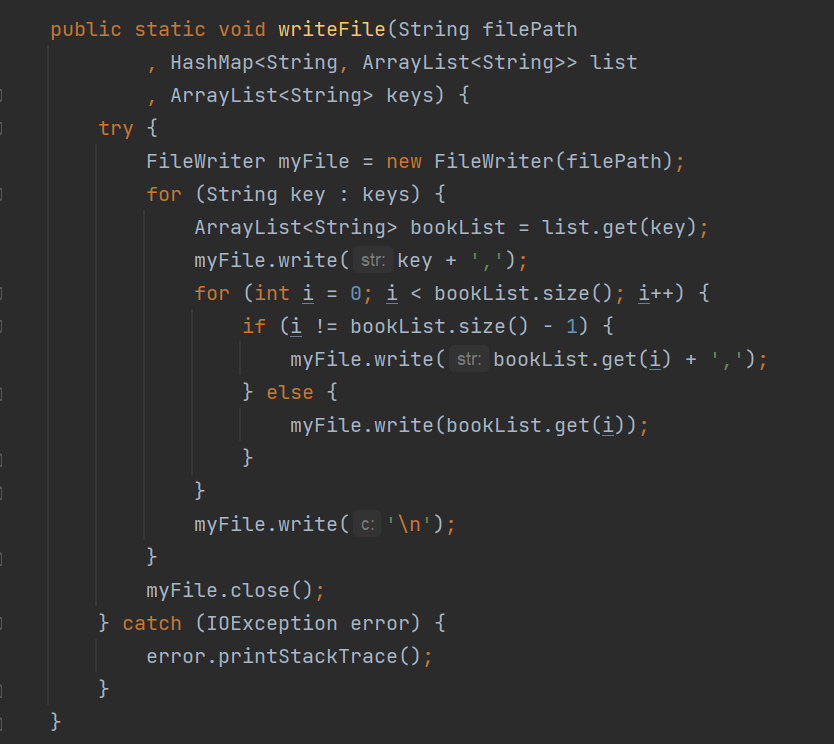 public static void writeFile(String filePath
        , HashMap<String, ArrayList<String>> list
        , ArrayList<String> keys) {
    try {
        FileWriter myFile = new FileWriter(filePath);
        for (String key : keys) {
            ArrayList<String> bookList = list.get(key);
            myFile.write( str: key + ',');
            for (int i = 0; i < bookList.size(); i++) {
                if (i != bookList.size() - 1) {
                    myFile.write( str: bookList.get(i) + ',');
                } else {
                    myFile.write(bookList.get(i));
                }
            }
            myFile.write( c: '\n');
        }
        myFile.close();
    } catch (IOException error) {
        error.printStackTrace();
    }
}